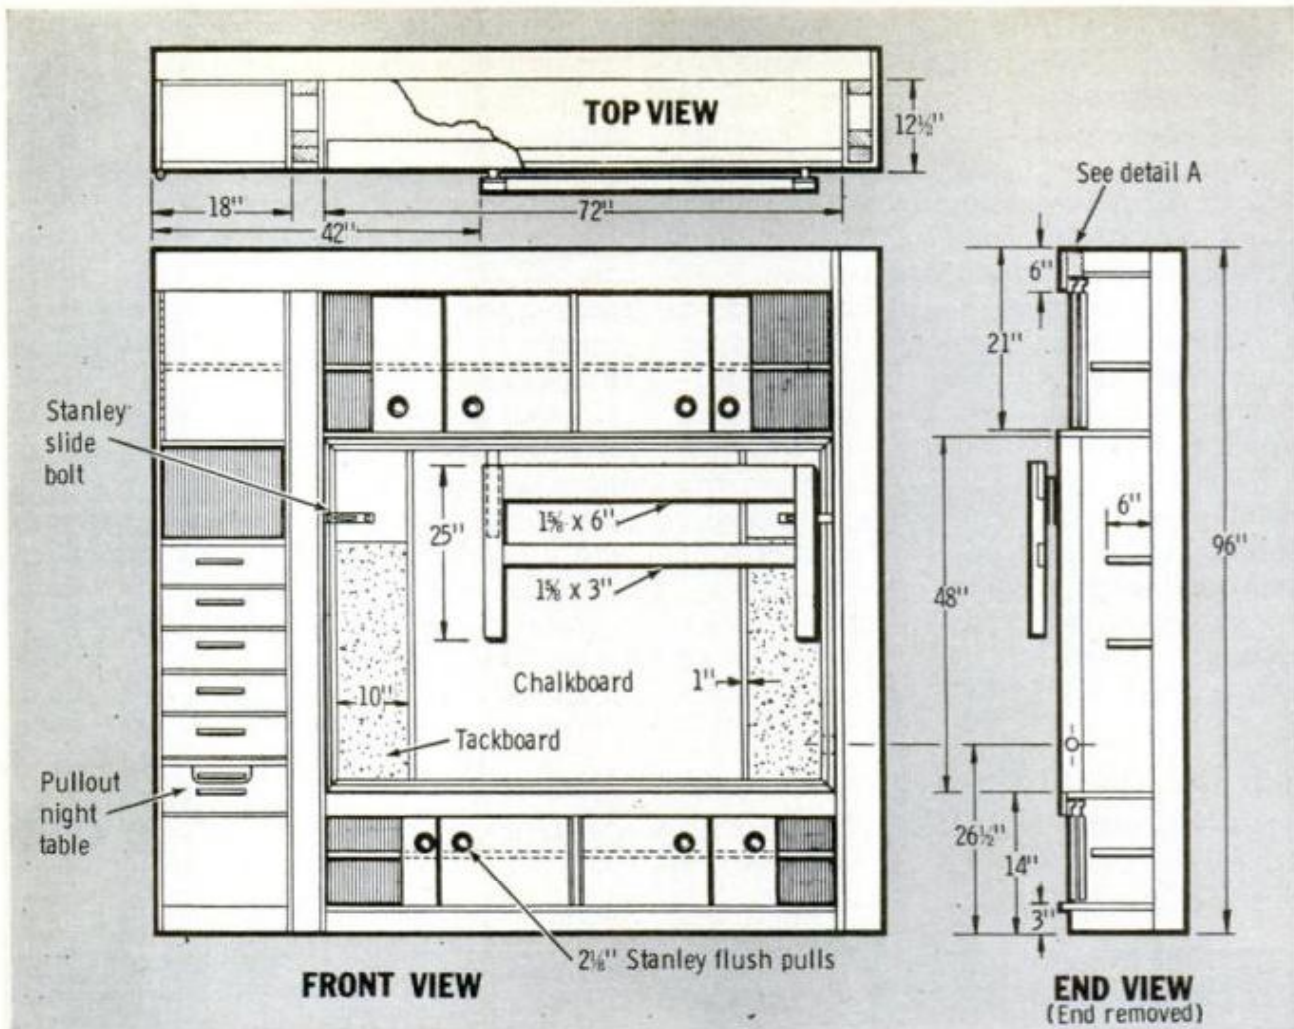 TOP VIEW
12½"
See detail A
18"
72"
42"
6"
21"
Stanley
slide
bolt
25"
1⅝ x 6"
6"
96"
1⅝ x 3"
48"
Chalkboard
1"
10"
Tackboard
Pullout
night
table
26½"
14"
3"
2⅛" Stanley flush pulls
FRONT VIEW
END VIEW
(End removed)